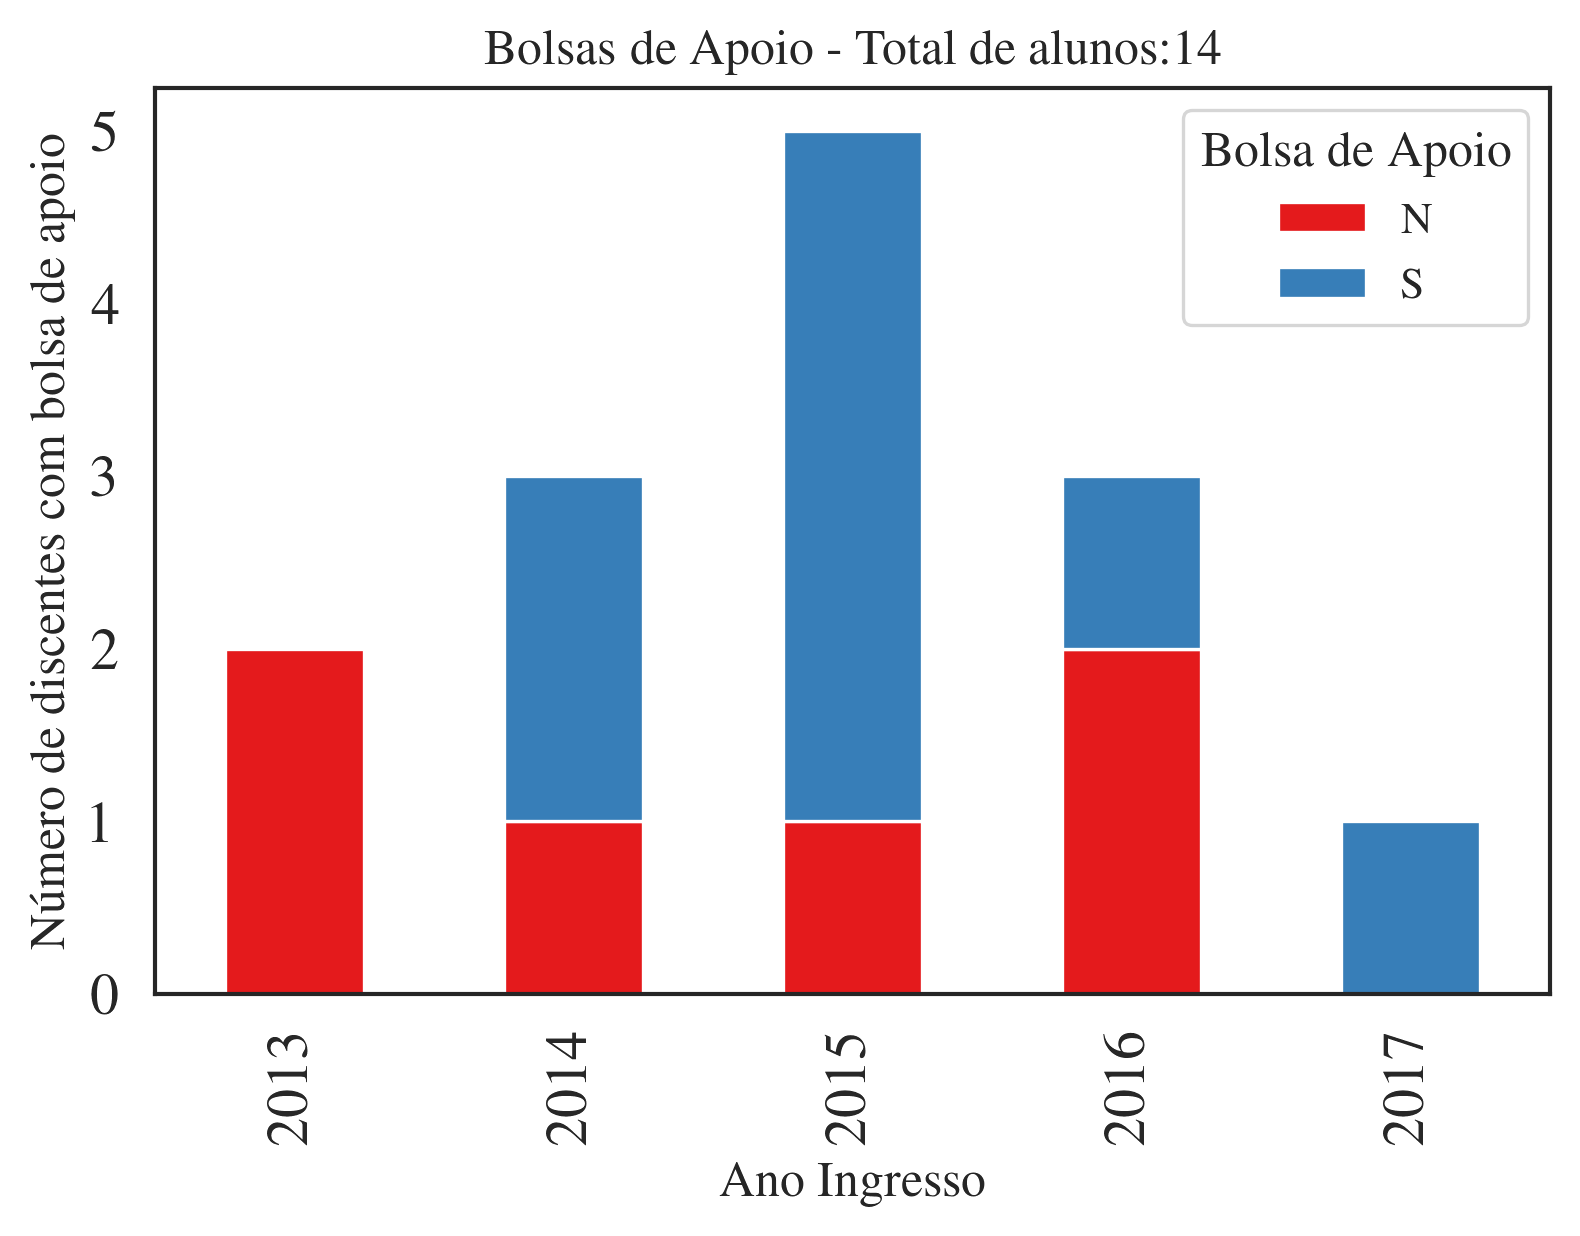 Bolsas de Apoio - Total de alunos:14
Número de discentes com bolsa de apoio
5
4
3
2
1
0
Bolsa de Apoio
N
S
2013
2014
2015
2016
2017
Ano Ingresso